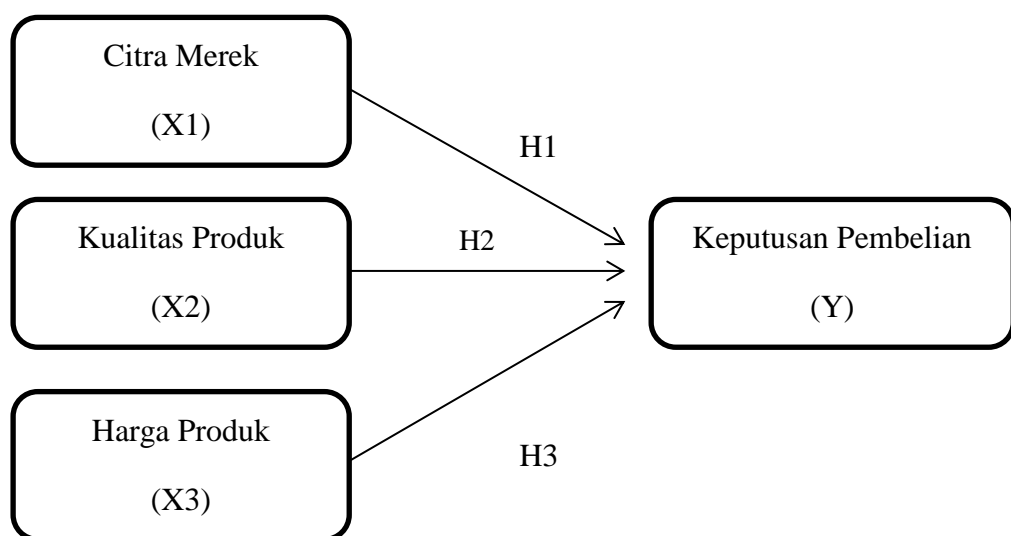 Citra Merek
(X1)
H1
Kualitas Produk
(X2)
H2
Keputusan Pembelian
(Y)
Harga Produk
(X3)
H3